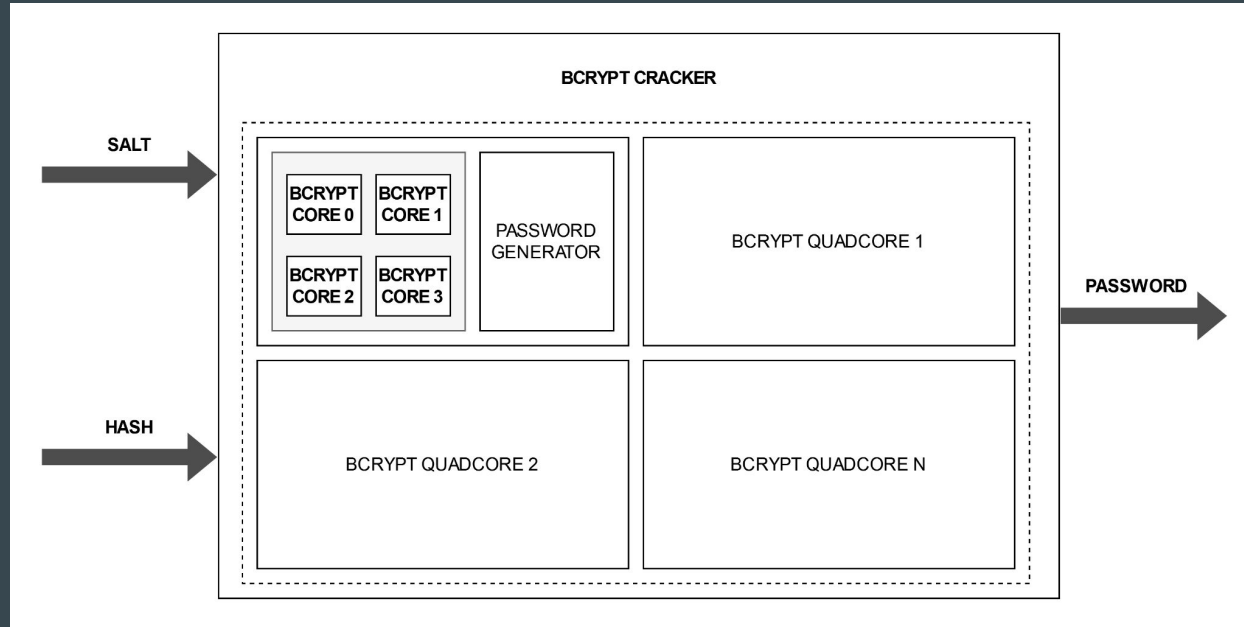 BCRYPT CRACKER
SALT
BCRYPT
CORE 0
BCRYPT
CORE 1
BCRYPT
CORE 2
BCRYPT
CORE 3
PASSWORD
GENERATOR
BCRYPT QUADCORE 1
PASSWORD
HASH
BCRYPT QUADCORE 2
BCRYPT QUADCORE N